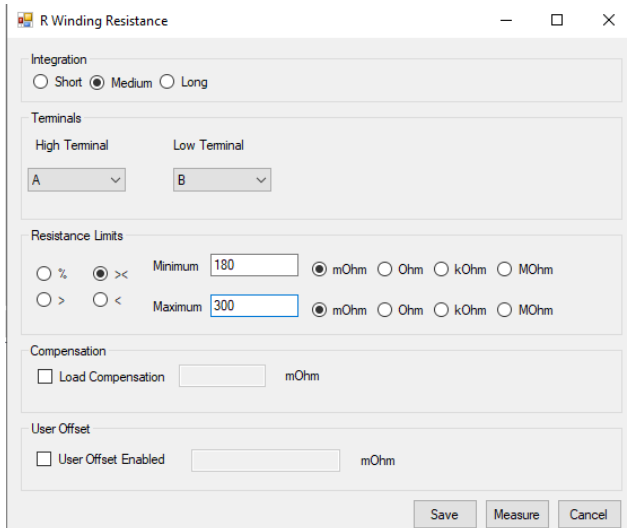 R Winding Resistance
Integration
Short Medium Long
Terminals
High Terminal Low Terminal
A B
Resistance Limits
% >< Minimum 180 mOhm Ohm kOhm MOhm
> < Maximum 300 mOhm Ohm kOhm MOhm
Compensation
Load Compensation mOhm
User Offset
User Offset Enabled mOhm
Save Measure Cancel